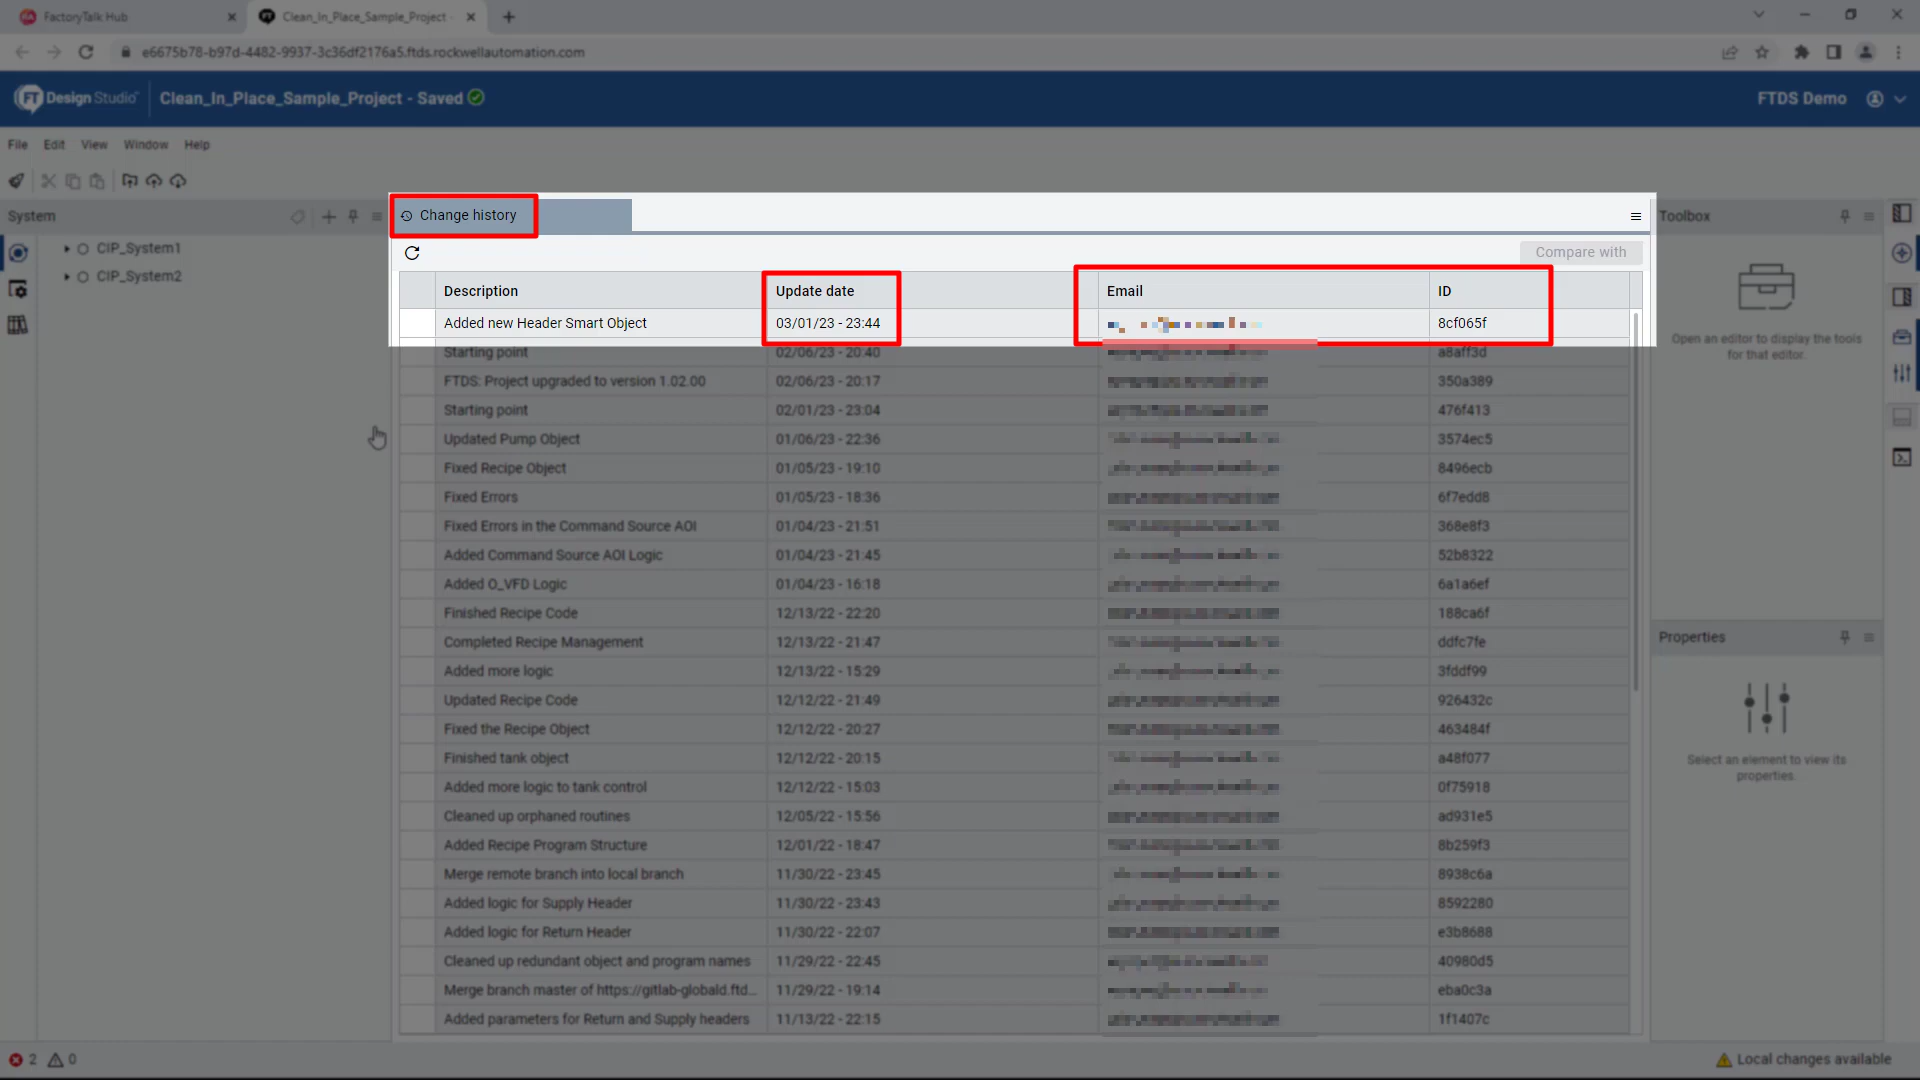 FactoryTalk Hub
Clean_In_Place_Sample_Project
e6675b78-b97d-4482-9937-3c36df2176a5.ftds.rockwellautomation.com
FT Design Studio
Clean_In_Place_Sample_Project - Saved
FTDS Demo
File Edit View Window Help
System
Change history
Toolbox
CIP_System1
CIP_System2
Compare with
Description Update date Email ID
Added new Header Smart Object 03/01/23 - 23:44 8cf065f
Starting point 02/06/23 - 20:40 a8aff3d
FTDS: Project upgraded to version 1.02.00 02/06/23 - 20:17 350a389
Starting point 02/01/23 - 23:04 476f413
Updated Pump Object 01/06/23 - 22:36 3574ec5
Fixed Recipe Object 01/05/23 - 19:10 8496ecb
Fixed Errors 01/05/23 - 18:36 6f7edd8
Fixed Errors in the Command Source AOI 01/04/23 - 21:51 368e8f3
Added Command Source AOI Logic 01/04/23 - 21:45 52b8322
Added O_VFD Logic 01/04/23 - 16:18 6a1a6ef
Finished Recipe Code 12/13/22 - 22:20 188ca6f
Completed Recipe Management 12/13/22 - 21:47 ddfc7fe
Added more logic 12/13/22 - 15:29 3fddf99
Updated Recipe Code 12/12/22 - 21:49 926432c
Fixed the Recipe Object 12/12/22 - 20:27 463484f
Finished tank object 12/12/22 - 20:15 a48f077
Added more logic to tank control 12/12/22 - 15:03 0f75918
Cleaned up orphaned routines 12/05/22 - 15:56 ad931e5
Added Recipe Program Structure 12/01/22 - 18:47 8b259f3
Merge remote branch into local branch 11/30/22 - 23:45 8938c6a
Added logic for Supply Header 11/30/22 - 23:43 8592280
Added logic for Return Header 11/30/22 - 22:07 e3b8688
Cleaned up redundant object and program names 11/29/22 - 22:45 40980d5
Merge branch master of https://gitlab-globald.ftd... 11/29/22 - 19:14 eba0c3a
Added parameters for Return and Supply headers 11/13/22 - 22:15 1f1407c
Open an editor to display the tools
for that editor.
Properties
Select an element to view its
properties
2 0
Local changes available